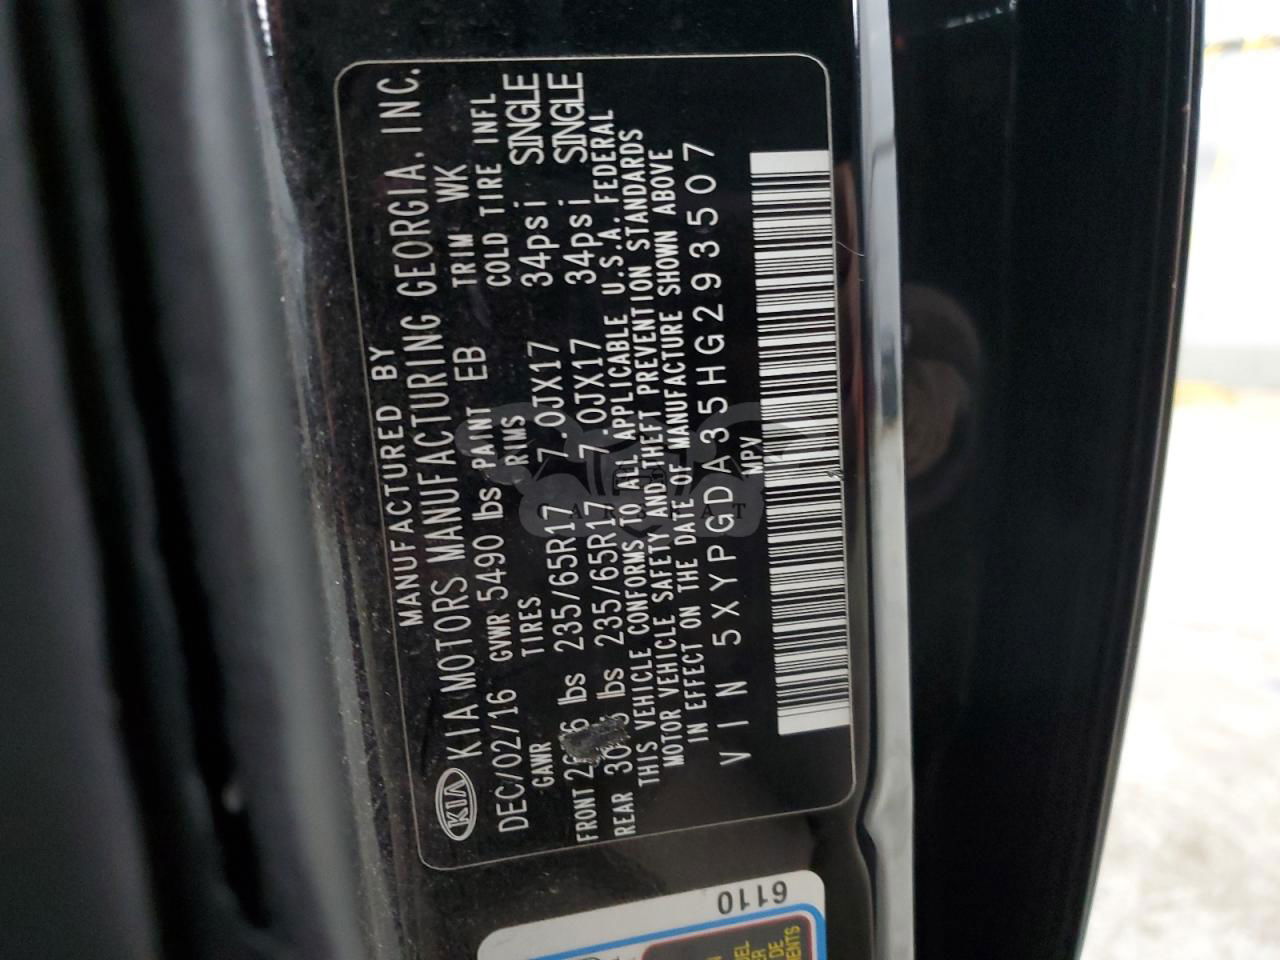 MANUFACTURED BY
KIA KIA MOTORS MANUFACTURING GEORGIA, INC.
DEC/02/16 GVWR 5490 lbs PAINT EB TRIM WK
GAWR TIRES RIMS COLD TIRE INFL
FRONT lbs 235/65R17 7.0JX17 34psi SINGLE
REAR lbs 235/65R17 7.0JX17 34psi SINGLE
THIS VEHICLE CONFORMS TO ALL APPLICABLE U.S.A. FEDERAL
MOTOR VEHICLE SAFETY AND THEFT PREVENTION STANDARDS
IN EFFECT ON THE DATE OF MANUFACTURE SHOWN ABOVE
VIN 5XYPGDA35HG293507
MPV
6110